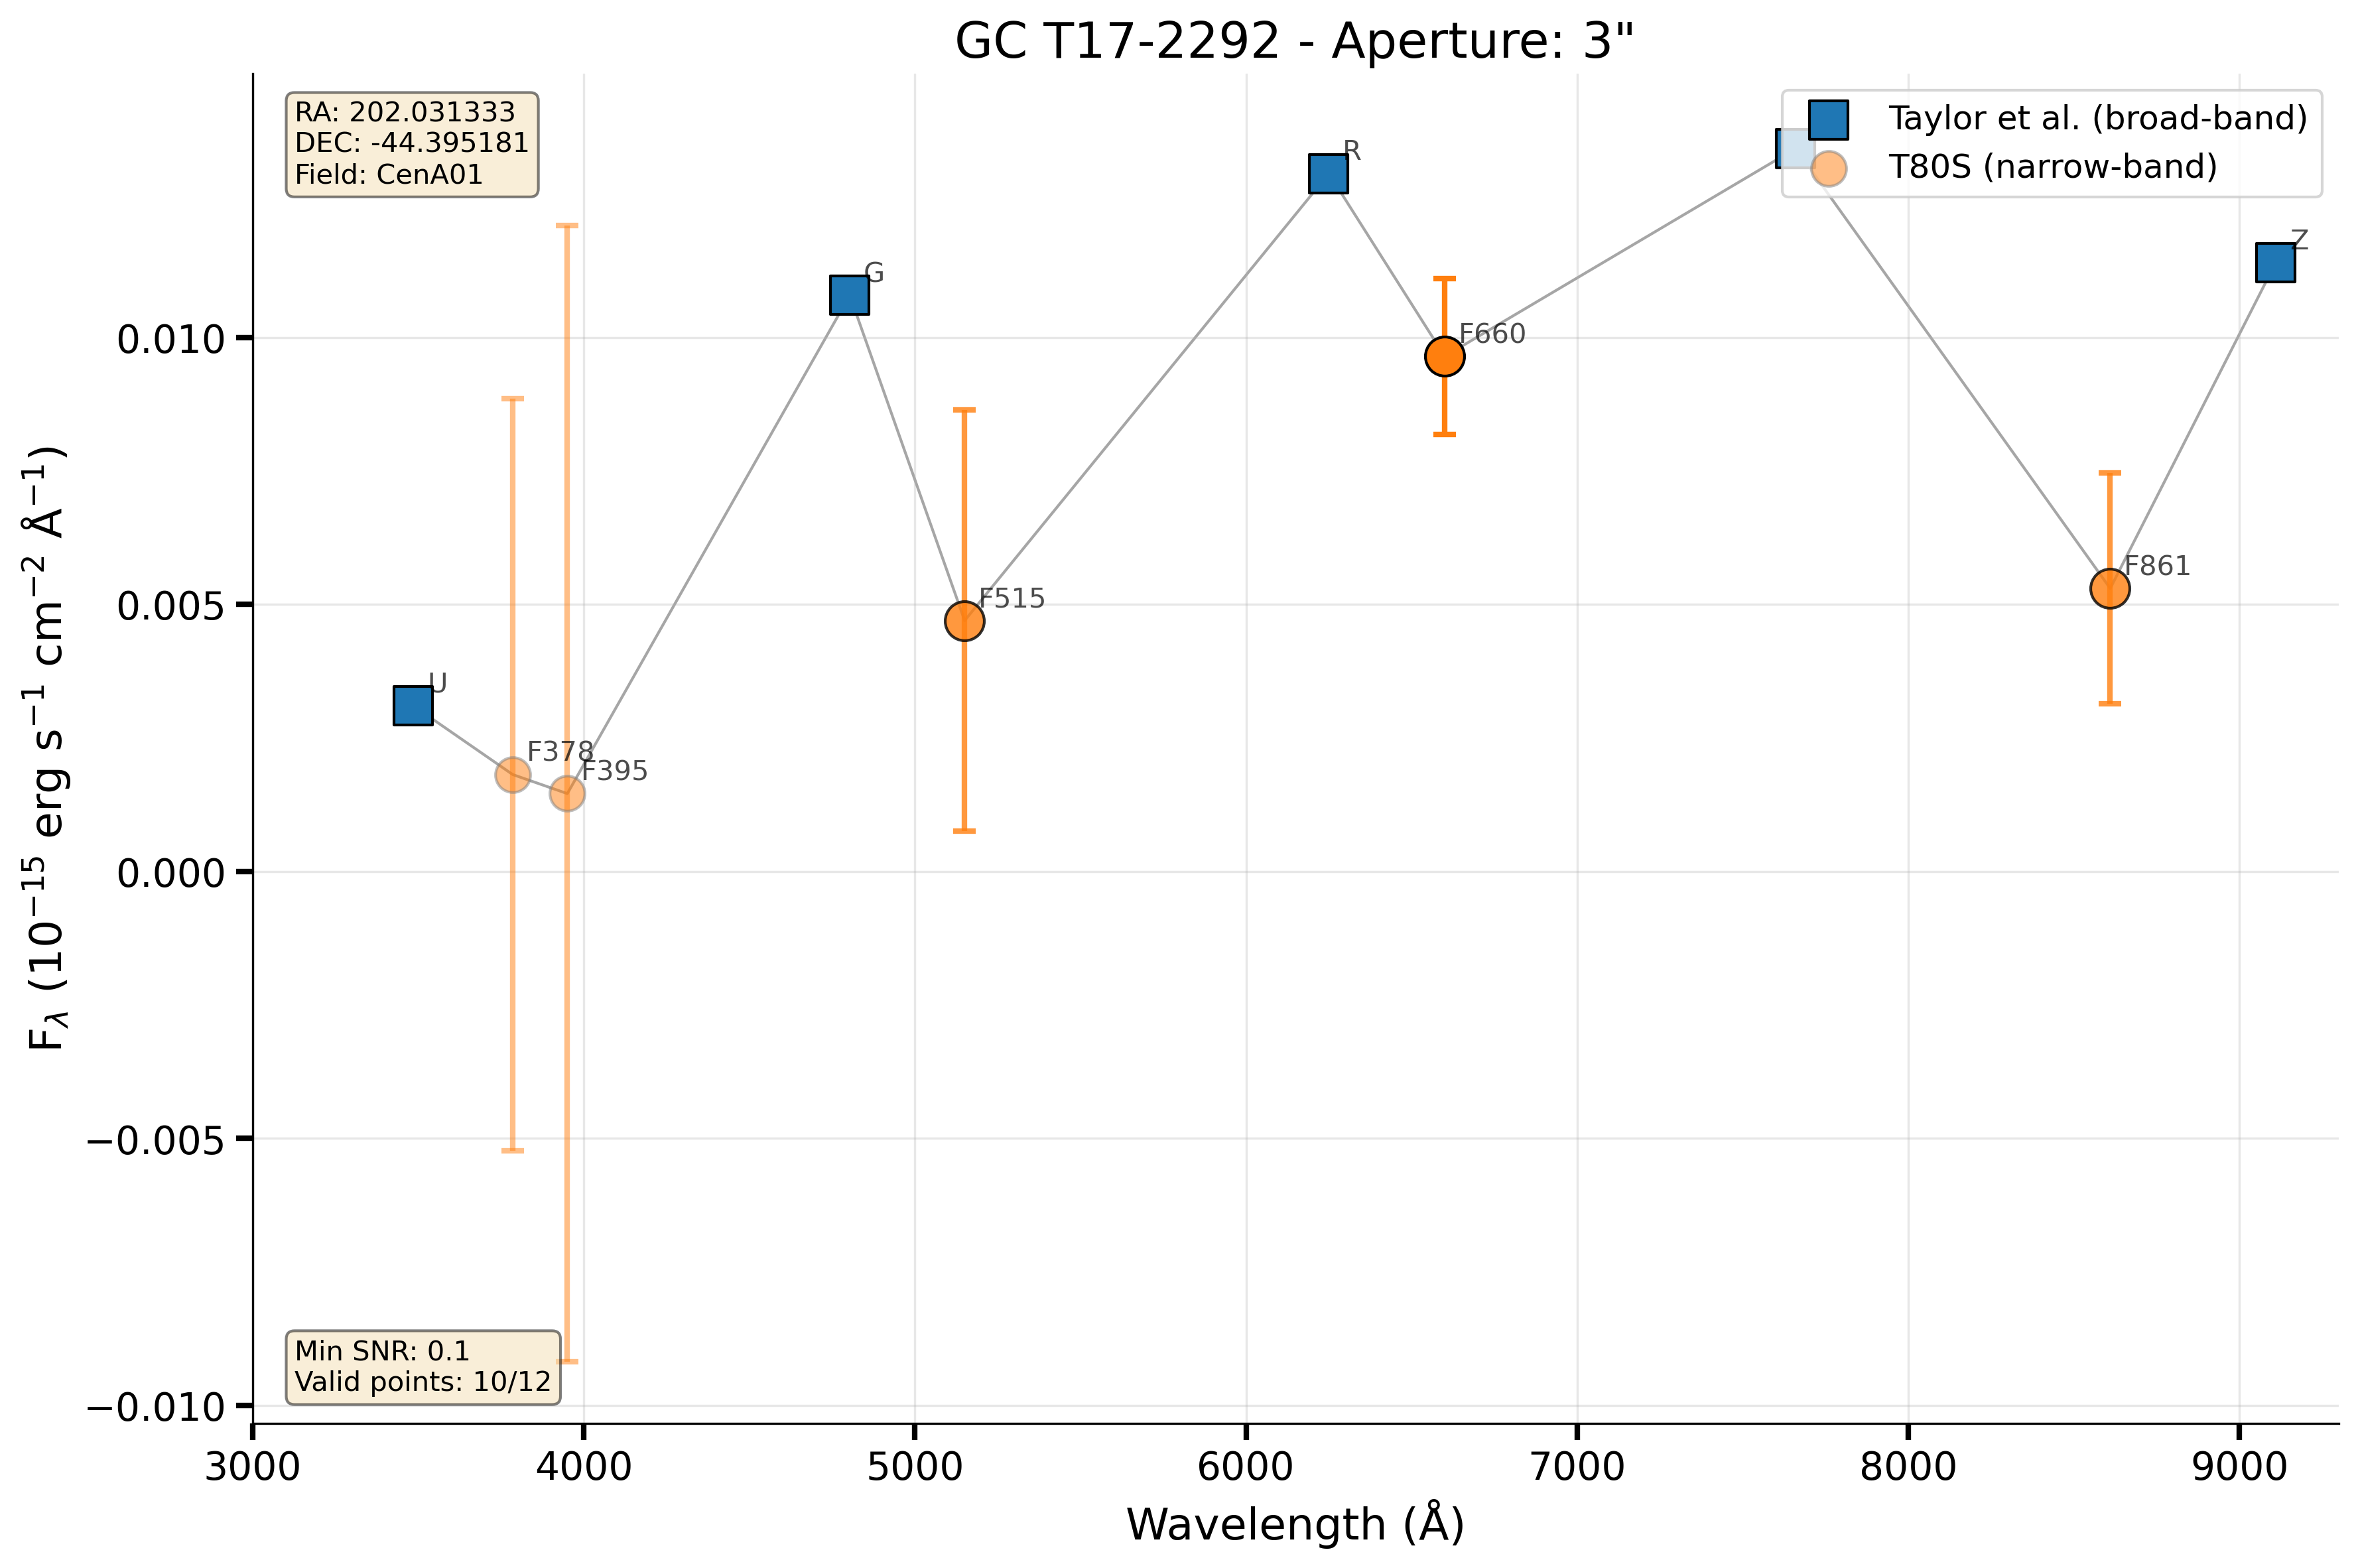 GC T17-2292 - Aperture: 3"
RA: 202.031333
DEC: -44.395181
Field: CenA01
Taylor et al. (broad-band)
T80S (narrow-band)
R
Z
G
F660
F861
F515
U
F378
F395
0.010
0.005
0.000
−0.005
−0.010
F_λ (10⁻¹⁵ erg s⁻¹ cm⁻² Å⁻¹)
Min SNR: 0.1
Valid points: 10/12
3000 4000 5000 6000 7000 8000 9000
Wavelength (Å)